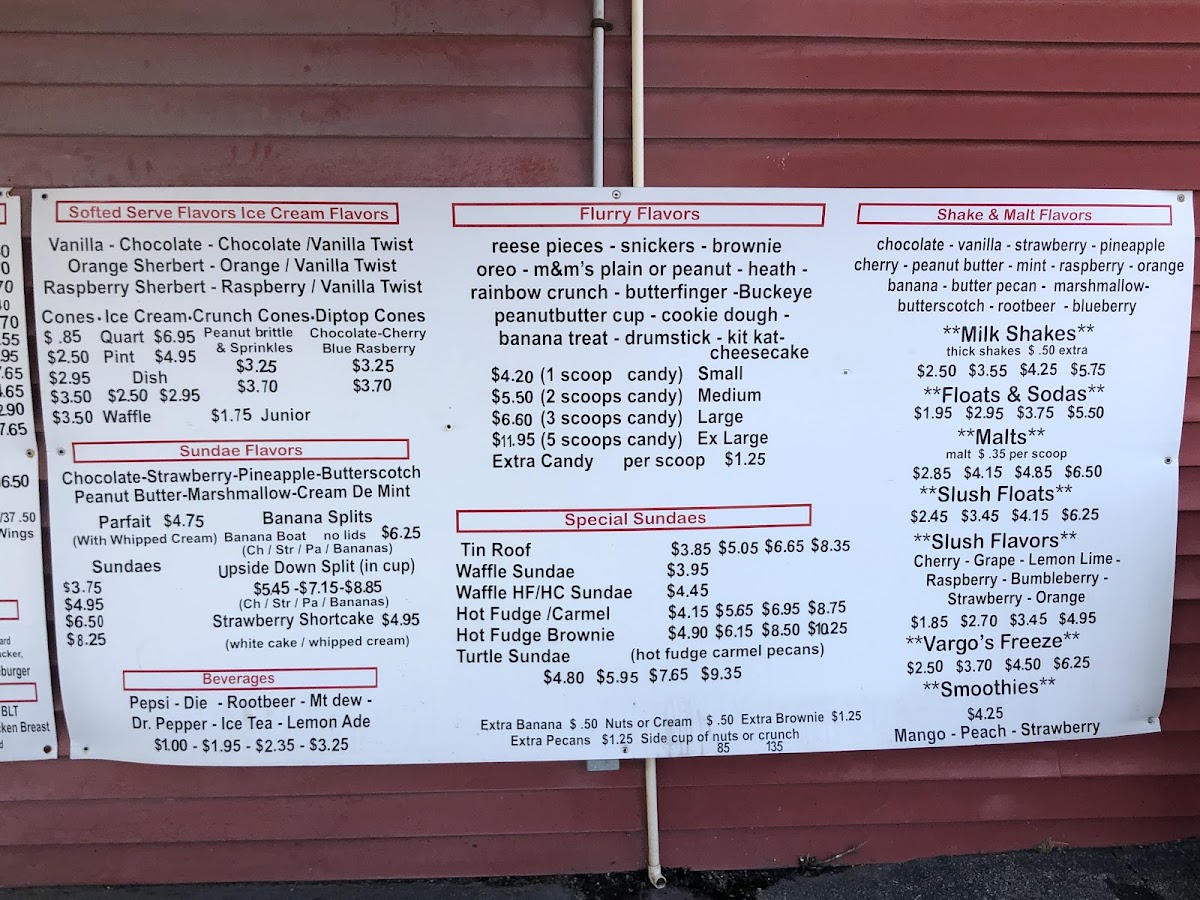 Softed Serve Flavors Ice Cream Flavors
Vanilla - Chocolate - Chocolate /Vanilla Twist
Orange Sherbert - Orange / Vanilla Twist
Raspberry Sherbert - Raspberry / Vanilla Twist
Cones • Ice Cream • Crunch Cones • Diptop Cones
$ .85 Quart $6.95 Peanut brittle Chocolate-Cherry
& Sprinkles Blue Rasberry
$2.50 Pint $4.95 $3.25 $3.25
$2.95 Dish $3.70 $3.70
$3.50 $2.50 $2.95
$3.50 Waffle $1.75 Junior
Sundae Flavors
Chocolate-Strawberry-Pineapple-Butterscotch
Peanut Butter-Marshmallow-Cream De Mint
Parfait $4.75
(With Whipped Cream)
Sundaes
$3.75
$4.95
$6.50
$8.25
Banana Splits
Banana Boat no lids $6.25
(Ch / Str / Pa / Bananas)
Upside Down Split (in cup)
$5.45 -$7.15-$8.85
(Ch / Str / Pa / Bananas)
Strawberry Shortcake $4.95
(white cake / whipped cream)
Beverages
Pepsi - Die - Rootbeer - Mt dew -
Dr. Pepper - Ice Tea - Lemon Ade
$1.00 - $1.95 - $2.35 - $3.25
Flurry Flavors
reese pieces - snickers - brownie
oreo - m&m's plain or peanut - heath -
rainbow crunch - butterfinger -Buckeye
peanutbutter cup - cookie dough -
banana treat - drumstick - kit kat-
cheesecake
$4.20 (1 scoop candy) Small
$5.50 (2 scoops candy) Medium
$6.60 (3 scoops candy) Large
$11.95 (5 scoops candy) Ex Large
Extra Candy per scoop $1.25
Special Sundaes
Tin Roof $3.85 $5.05 $6.65 $8.35
Waffle Sundae $3.95
Waffle HF/HC Sundae $4.45
Hot Fudge /Carmel $4.15 $5.65 $6.95 $8.75
Hot Fudge Brownie $4.90 $6.15 $8.50 $10.25
Turtle Sundae (hot fudge carmel pecans)
$4.80 $5.95 $7.65 $9.35
Extra Banana $ .50 Nuts or Cream $ .50 Extra Brownie $1.25
Extra Pecans $1.25 Side cup of nuts or crunch
85 135
Shake & Malt Flavors
chocolate - vanilla - strawberry - pineapple
cherry - peanut butter - mint - raspberry - orange
banana - butter pecan - marshmallow-
butterscotch - rootbeer - blueberry
**Milk Shakes**
thick shakes $ .50 extra
$2.50 $3.55 $4.25 $5.75
**Floats & Sodas**
$1.95 $2.95 $3.75 $5.50
**Malts**
malt $ .35 per scoop
$2.85 $4.15 $4.85 $6.50
**Slush Floats**
$2.45 $3.45 $4.15 $6.25
**Slush Flavors**
Cherry - Grape - Lemon Lime -
Raspberry - Bumbleberry -
Strawberry - Orange
$1.85 $2.70 $3.45 $4.95
**Vargo's Freeze**
$2.50 $3.70 $4.50 $6.25
**Smoothies**
$4.25
Mango - Peach - Strawberry